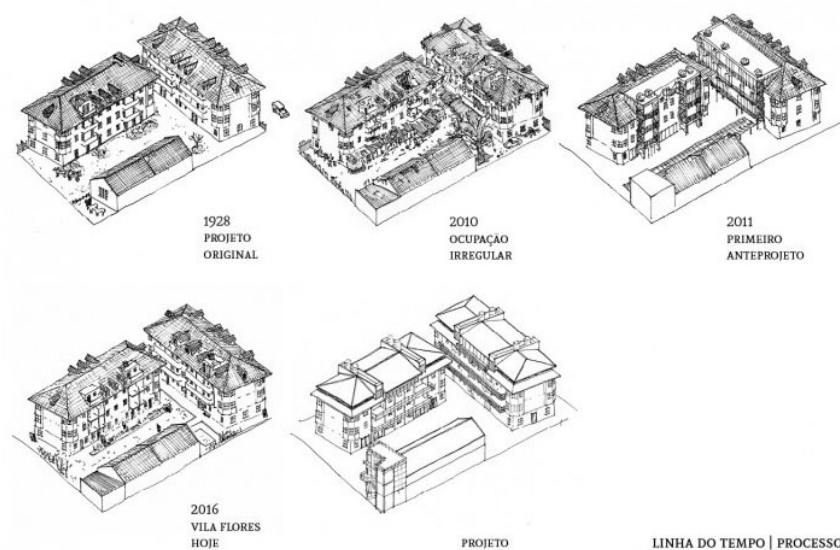 1928
PROJETO
ORIGINAL
2010
OCUPAÇÃO
IRREGULAR
2011
PRIMEIRO
ANTEPROJETO
2016
VILA FLORES
HOJE
PROJETO
LINHA DO TEMPO | PROCESSO